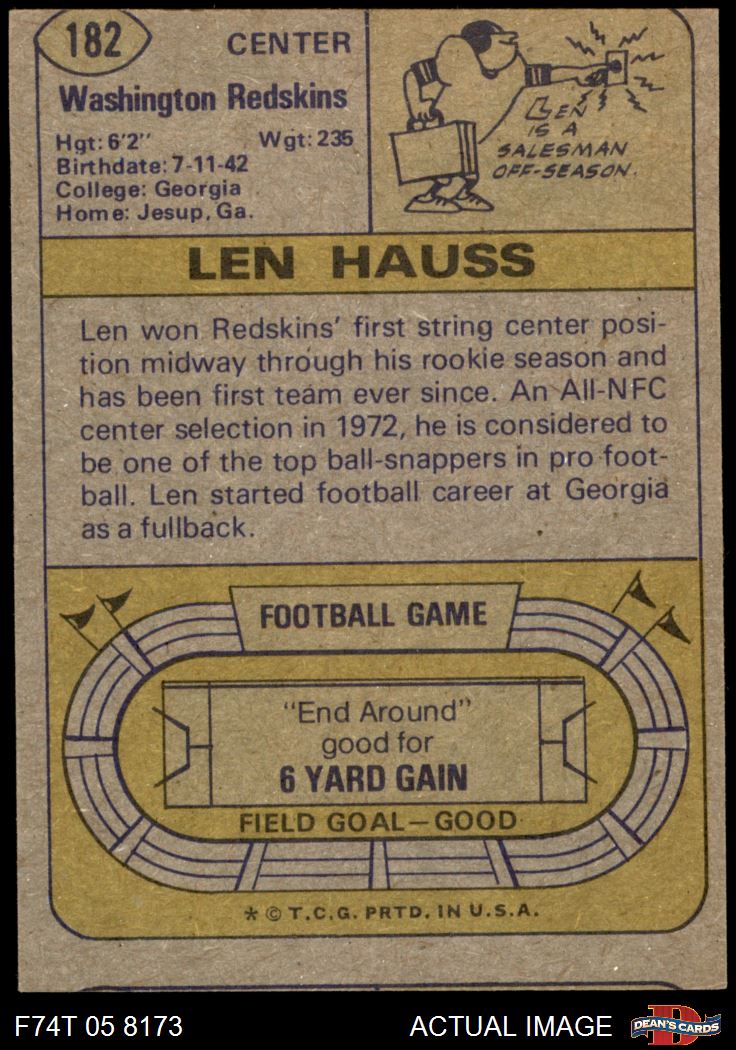 182
CENTER
Washington Redskins
Hgt: 6'2" Wgt: 235
Birthdate: 7-11-42
College: Georgia
Home: Jesup, Ga.
LEN
IS A
SALESMAN
OFF-SEASON.
LEN HAUSS
Len won Redskins' first string center posi-
tion midway through his rookie season and
has been first team ever since. An All-NFC
center selection in 1972, he is considered to
be one of the top ball-snappers in pro foot-
ball. Len started football career at Georgia
as a fullback.
FOOTBALL GAME
"End Around"
good for
6 YARD GAIN
FIELD GOAL—GOOD
* © T.C.G. PRTD. IN U.S.A.
F74T 05 8173
ACTUAL IMAGE
D
DEAN'S CARDS